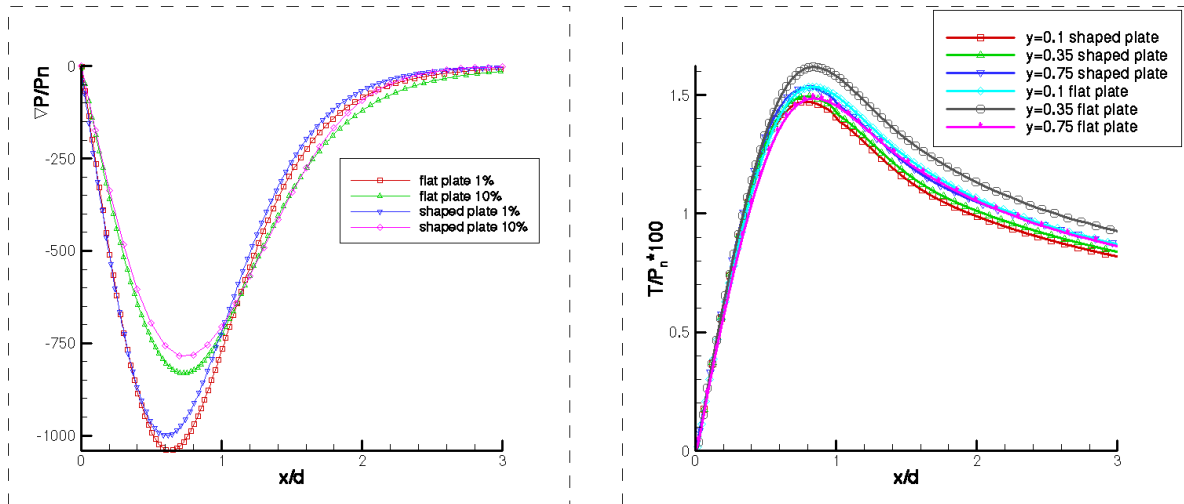 ▽P/Pn
0
-250
-500
-750
-1000
0
1
2
3
x/d
flat plate 1%
flat plate 10%
shaped plate 1%
shaped plate 10%
T/Pn*100
1.5
1
0.5
0
0
1
2
3
x/d
y=0.1 shaped plate
y=0.35 shaped plate
y=0.75 shaped plate
y=0.1 flat plate
y=0.35 flat plate
y=0.75 flat plate